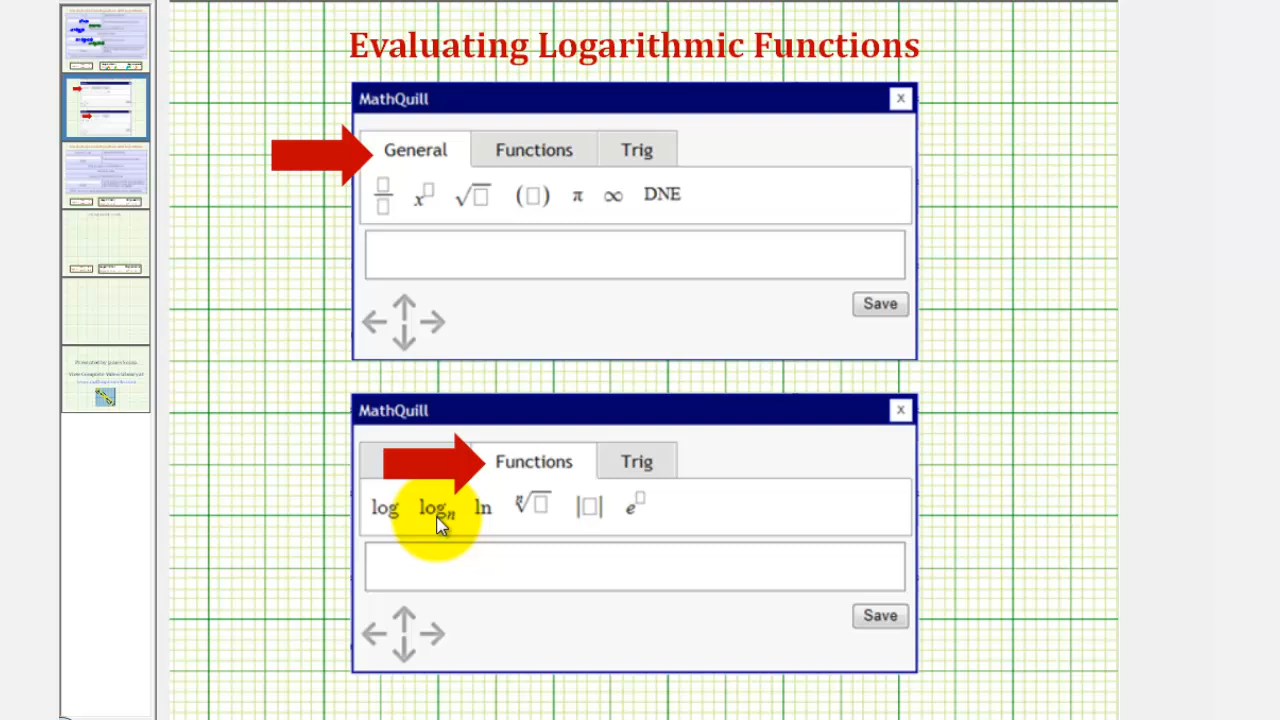 Evaluating Logarithmic Functions
MathQuill x
General Functions Trig
x √ ( ) π ∞ DNE
Save
MathQuill x
Functions Trig
log logn ln n√ | | e
Save